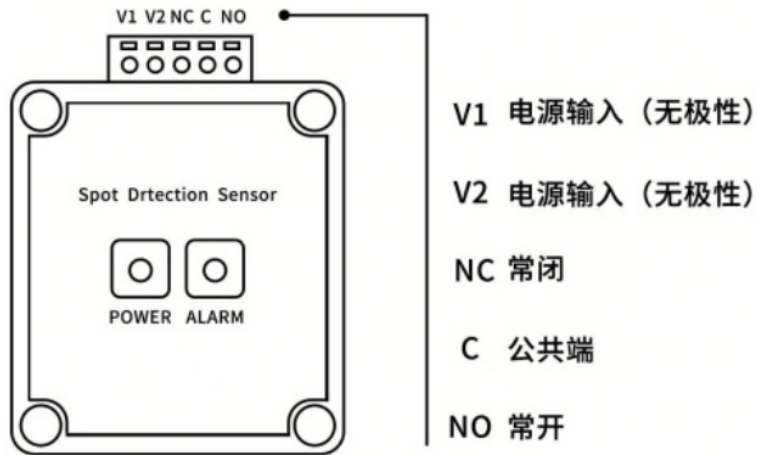 V1 V2 NC C NO
Spot Drtection Sensor
POWER ALARM
V1 电源输入（无极性）
V2 电源输入（无极性）
NC 常闭
C 公共端
NO 常开